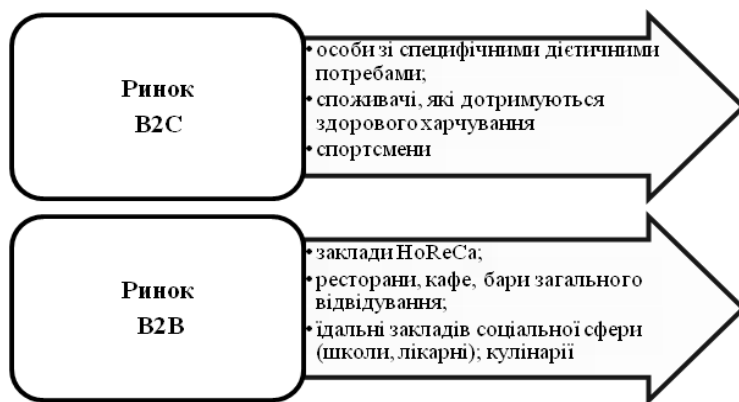 Ринок
B2C
• особи зі специфічними дієтичними
потребами;
• споживачі, які дотримуються
здорового харчування
• спортсмени
Ринок
B2B
• заклади HoReCa;
• ресторани, кафе, бари загального
відвідування;
• їдальні закладів соціальної сфери
(школи, лікарні); кулінарії